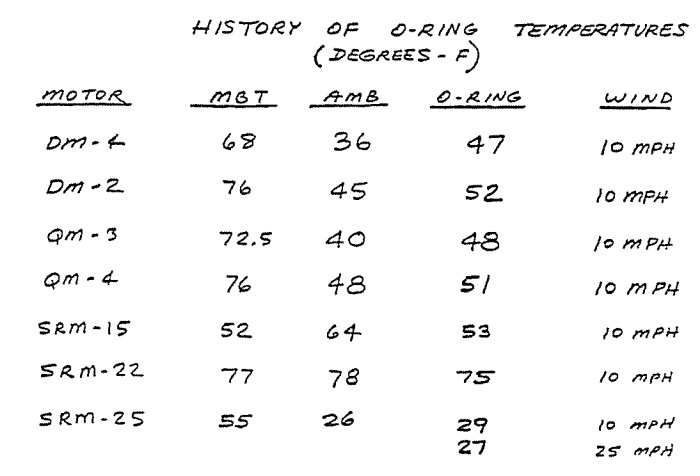 HISTORY OF O-RING TEMPERATURES
(DEGREES - F)
MOTOR MBT AMB O-RING WIND
DM-4 68 36 47 10 MPH
DM-2 76 45 52 10 MPH
QM-3 72.5 40 48 10 MPH
QM-4 76 48 51 10 MPH
SRM-15 52 64 53 10 MPH
SRM-22 77 78 75 10 MPH
SRM-25 55 26 29 10 MPH
27 25 MPH